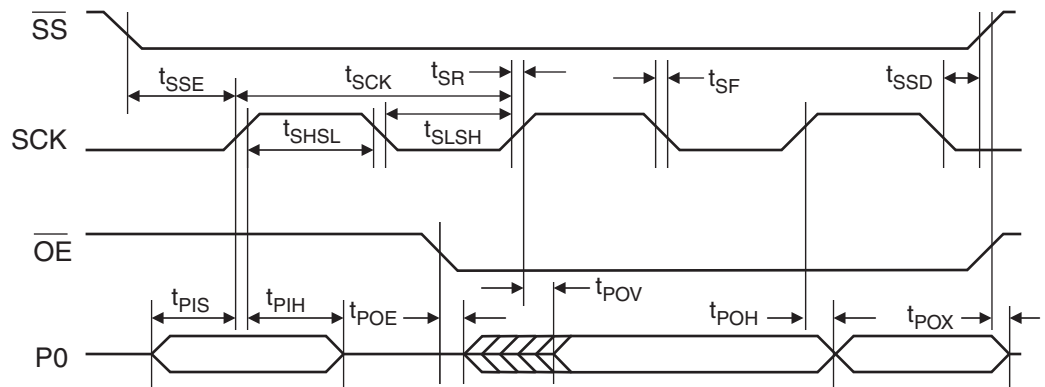 SS
tSSE
tSCK
tSR
tSF
tSSD
SCK
tSHSL
tSLSH
OE
tPIS
tPIH
tPOE
tPOV
tPOH
tPOX
P0